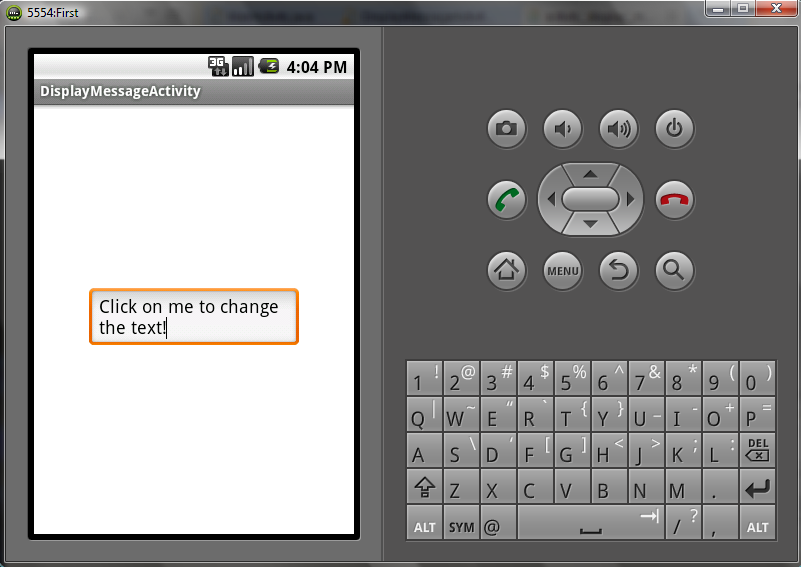 5554:First
3G 4:04 PM
DisplayMessageActivity
Click on me to change
the text!
MENU
1 ! 2 @ 3 # 4 $ 5 % 6 ^ 7 & 8 * 9 ( 0 )
Q | W ~ E “ R ` T { Y } U _ I - O + P =
A S \ D ‘ F [ G ] H < J > K ; L : DEL
Z X C V B N M .
ALT SYM @ / ? , ALT